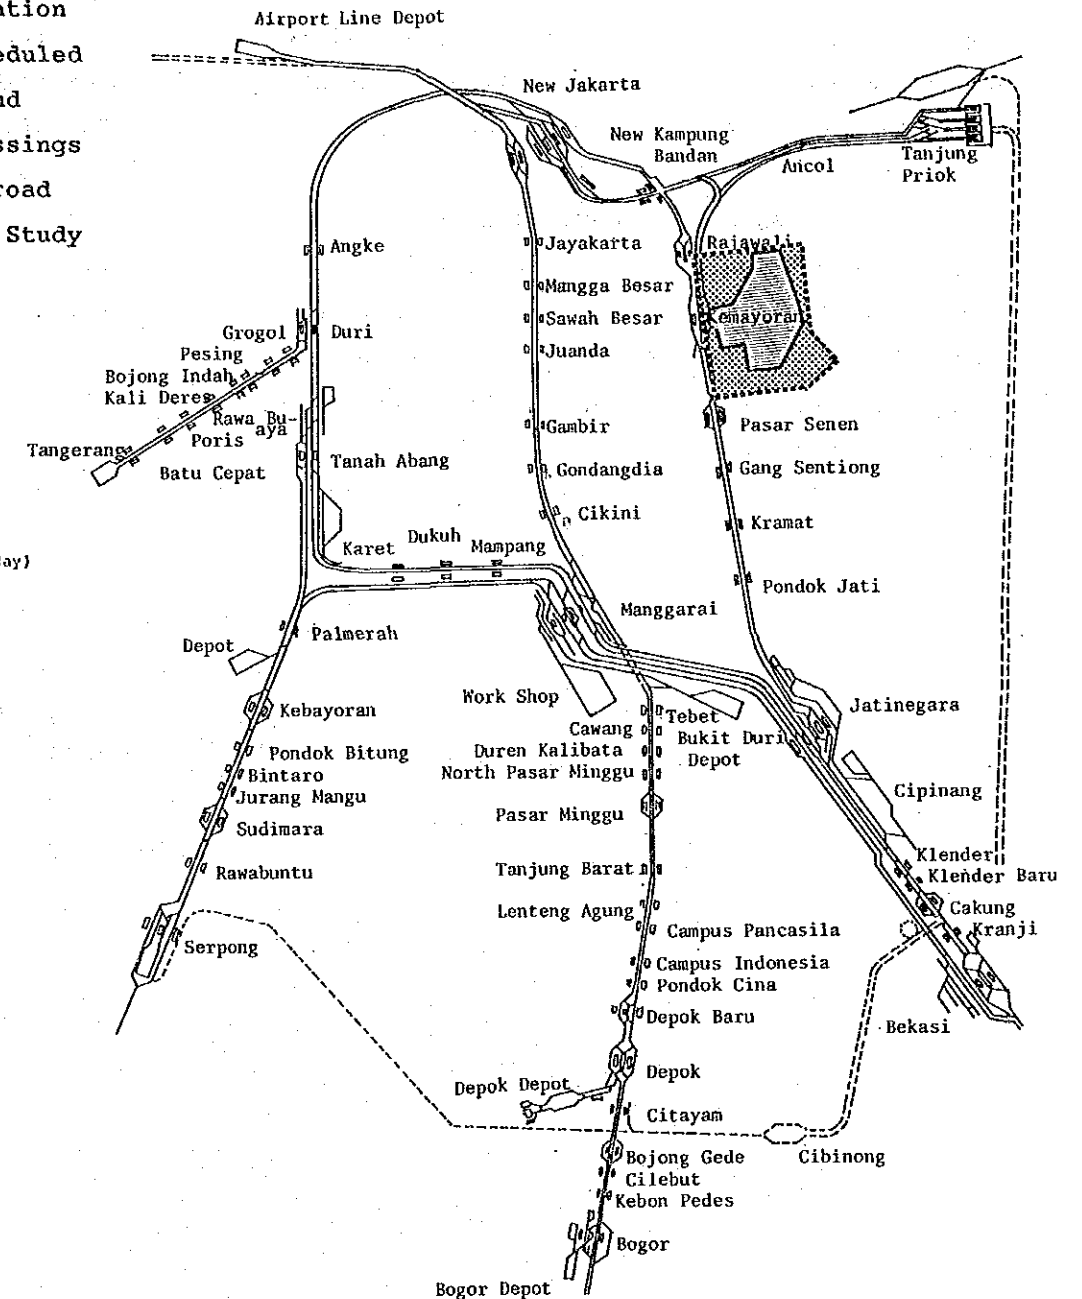 ation
Airport Line Depot
eduled
nd
ssings
road
Study
New Jakarta
New Kampung
Bandan
Ancol
Tanjung
Priok
Angke
Jayakarta
Rajawali
Mangga Besar
Grogol
Duri
Sawah Besar
Kemayoran
Pesing
Juanda
Bojong Indah
Kali Deres
Rawa Bu-
aya
Poris
Gambir
Pasar Senen
Tangerang
Batu Cepat
Tanah Abang
Gondangdia
Gang Sentiong
Cikini
Kramat
Dukuh
Karet
Mampang
ay)
Pondok Jati
Manggarai
Palmerah
Depot
Work Shop
Jatinegara
Kebayoran
Tebet
Cawang
Bukit Duri
Depot
Duren Kalibata
Pondok Bitung
North Pasar Minggu
Bintaro
Jurang Mangu
Cipinang
Pasar Minggu
Sudimara
Klender
Klender Baru
Rawabuntu
Tanjung Barat
Cakung
Lenteng Agung
Kranji
Campus Pancasila
Serpong
Campus Indonesia
Pondok Cina
Depok Baru
Bekasi
Depok
Depok Depot
Citayam
Bojong Gede
Cibinong
Cilebut
Kebon Pedes
Bogor
Bogor Depot